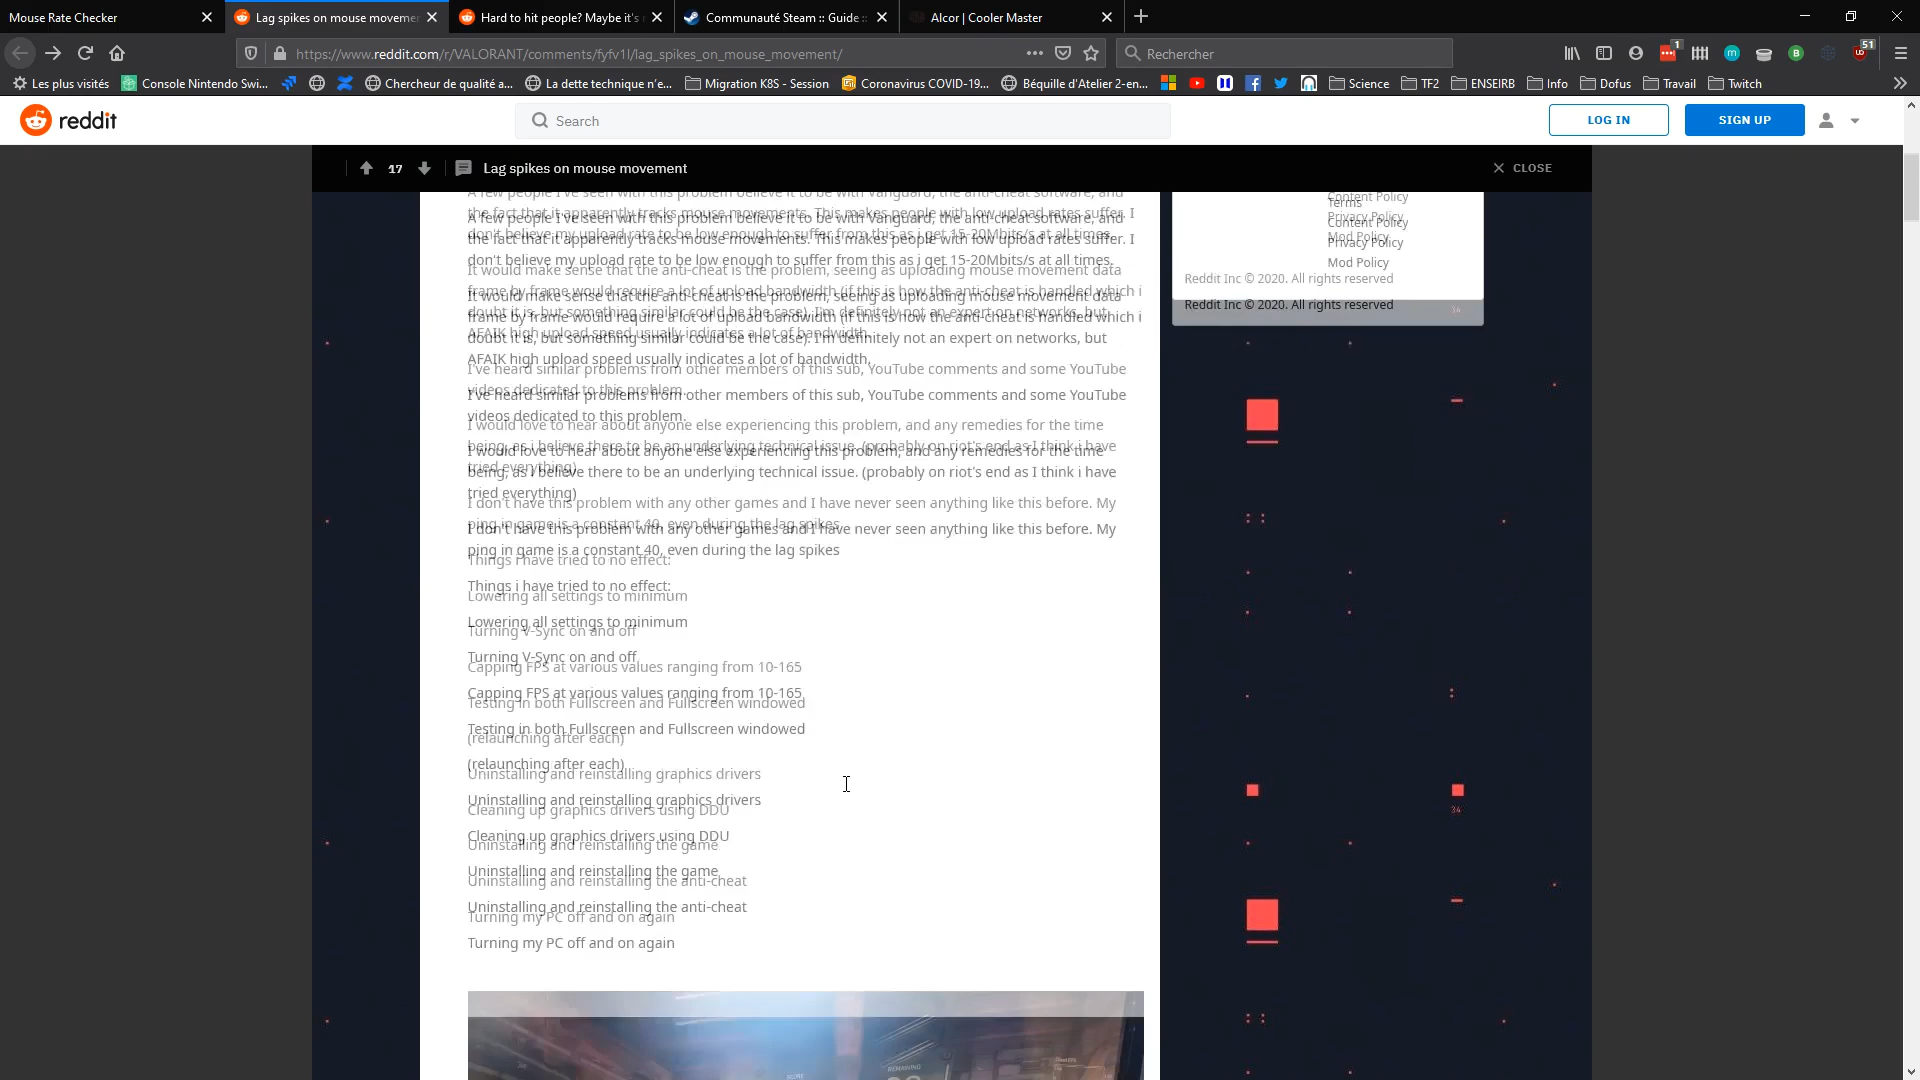 Mouse Rate Checker
Lag spikes on mouse moveme
Hard to hit people? Maybe it's
Communauté Steam :: Guide ::
Alcor | Cooler Master
https://www.reddit.com/r/VALORANT/comments/fyfv1l/lag_spikes_on_mouse_movement/
Rechercher
1
51
Les plus visités
Console Nintendo Swi...
Chercheur de qualité a...
La dette technique n'e...
Migration K8S - Session
Coronavirus COVID-19...
Béquille d'Atelier 2-en...
Science
TF2
ENSEIRB
Info
Dofus
Travail
Twitch
reddit
Search
LOG IN
SIGN UP
17
Lag spikes on mouse movement
CLOSE
A few people I've seen with this problem believe it to be with Vanguard, the anti-cheat software, and
the fact that it apparently tracks mouse movements. This makes people with low upload rates suffer. I
don't believe my upload rate to be low enough to suffer from this as i get 15-20Mbits/s at all times.
It would make sense that the anti-cheat is the problem, seeing as uploading mouse movement data
frame by frame would require a lot of upload bandwidth (if this is how the anti-cheat is handled which i
doubt it is, but something similar could be the case). I'm definitely not an expert on networks, but
AFAIK high upload speed usually indicates a lot of bandwidth.
I've heard similar problems from other members of this sub, YouTube comments and some YouTube
videos dedicated to this problem.
I would love to hear about anyone else experiencing this problem, and any remedies for the time
being, as i believe there to be an underlying technical issue. (probably on riot's end as I think i have
tried everything)
I don't have this problem with any other games and I have never seen anything like this before. My
ping in game is a constant 40, even during the lag spikes
Things i have tried to no effect:
Lowering all settings to minimum
Turning V-Sync on and off
Capping FPS at various values ranging from 10-165
Testing in both Fullscreen and Fullscreen windowed
(relaunching after each)
Uninstalling and reinstalling graphics drivers
Cleaning up graphics drivers using DDU
Uninstalling and reinstalling the game
Uninstalling and reinstalling the anti-cheat
Turning my PC off and on again
Terms
Content Policy
Privacy Policy
Mod Policy
Reddit Inc © 2020. All rights reserved
34
34
REMAINING